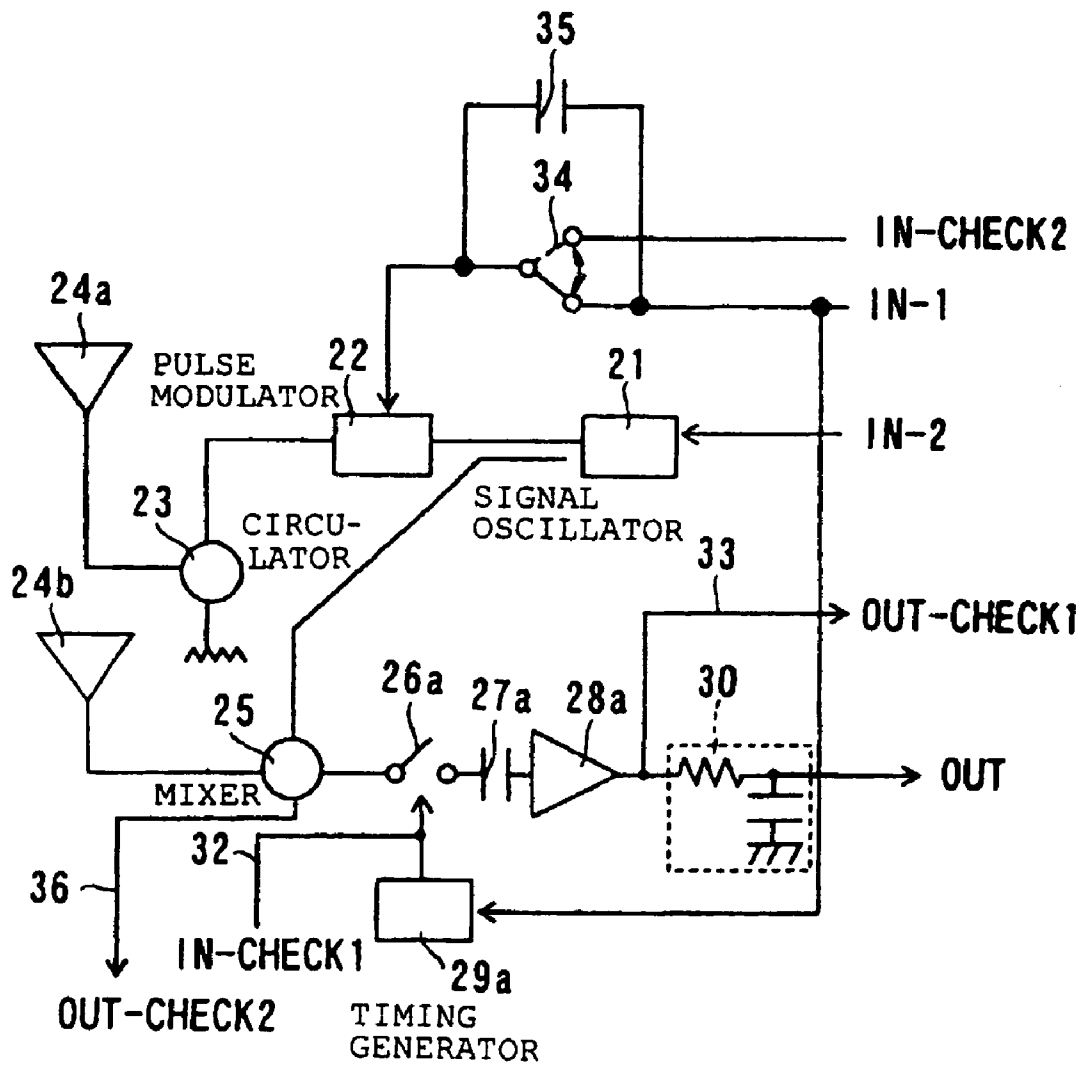 35
34
IN-CHECK2
24a
IN-1
PULSE
MODULATOR
22
21
IN-2
23
CIRCU-
LATOR
SIGNAL
OSCILLATOR
33
24b
OUT-CHECK1
25
26a
27a
28a
30
MIXER
OUT
32
36
IN-CHECK1
29a
OUT-CHECK2
TIMING
GENERATOR